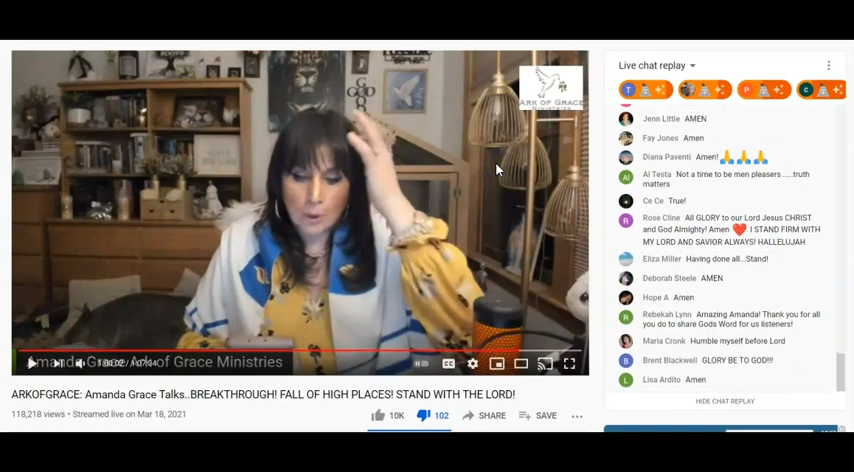 GOD
ARK OF GRACE
MINISTRIES
Live chat replay
Jenn Little AMEN
Fay Jones Amen
Diana Paventi Amen! 🙏🙏🙏
Al Testa Not a time to be men pleasers .....truth
matters
Ce Ce True!
Rose Cline All GLORY to our Lord Jesus CHRIST
and God Almighty! Amen ❤️ I STAND FIRM WITH
MY LORD AND SAVIOR ALWAYS! HALLELUJAH
Eliza Miller Having done all...Stand!
Deborah Steele AMEN
Hope A Amen
Rebekah Lynn Amazing Amanda! Thank you for all
you do to share Gods Word for us listeners!
Maria Cronk Humble myself before Lord
Brent Blackwell GLORY BE TO GOD!!!
Lisa Ardito Amen
HIDE CHAT REPLAY
Amanda Grace Ark of Grace Ministries
ARKOFGRACE: Amanda Grace Talks..BREAKTHROUGH! FALL OF HIGH PLACES! STAND WITH THE LORD!
118,218 views • Streamed live on Mar 18, 2021
10K 102 SHARE SAVE